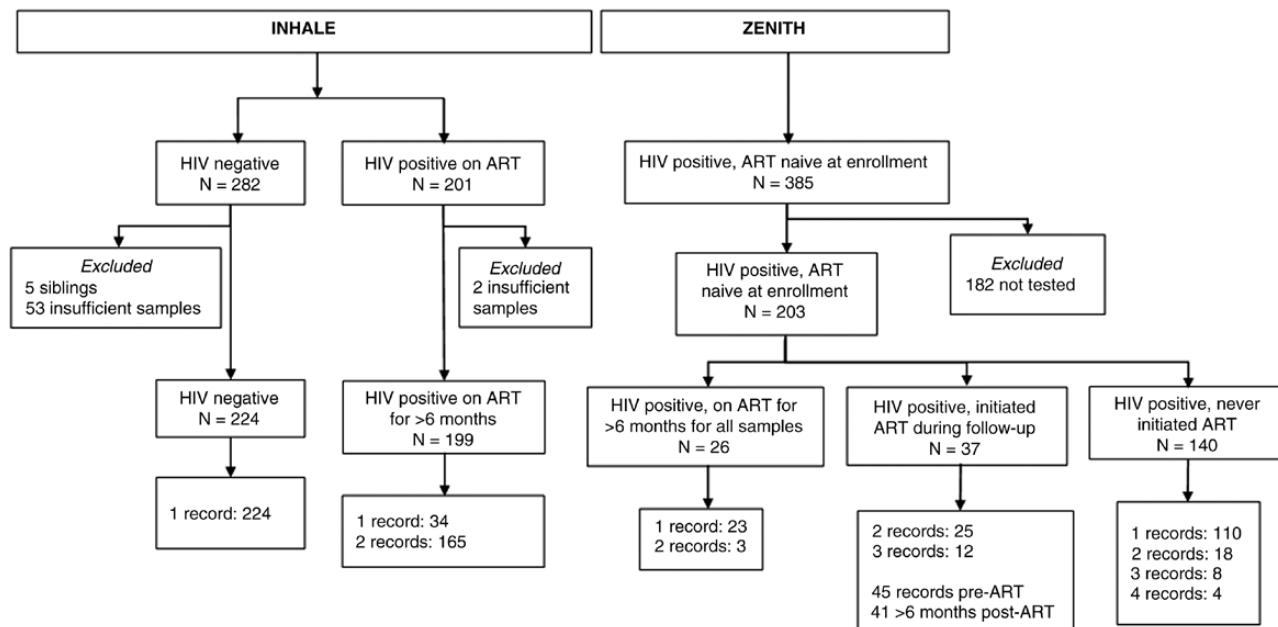 INHALE
ZENITH
HIV negative
N = 282
HIV positive on ART
N = 201
HIV positive, ART naive at enrollment
N = 385
Excluded
5 siblings
53 insufficient samples
Excluded
2 insufficient
samples
HIV positive, ART
naive at enrollment
N = 203
Excluded
182 not tested
HIV negative
N = 224
HIV positive on ART
for >6 months
N = 199
HIV positive, on ART for
>6 months for all samples
N = 26
HIV positive, initiated
ART during follow-up
N = 37
HIV positive, never
initiated ART
N = 140
1 record: 224
1 record: 34
2 records: 165
1 record: 23
2 records: 3
2 records: 25
3 records: 12
45 records pre-ART
41 >6 months post-ART
1 records: 110
2 records: 18
3 records: 8
4 records: 4